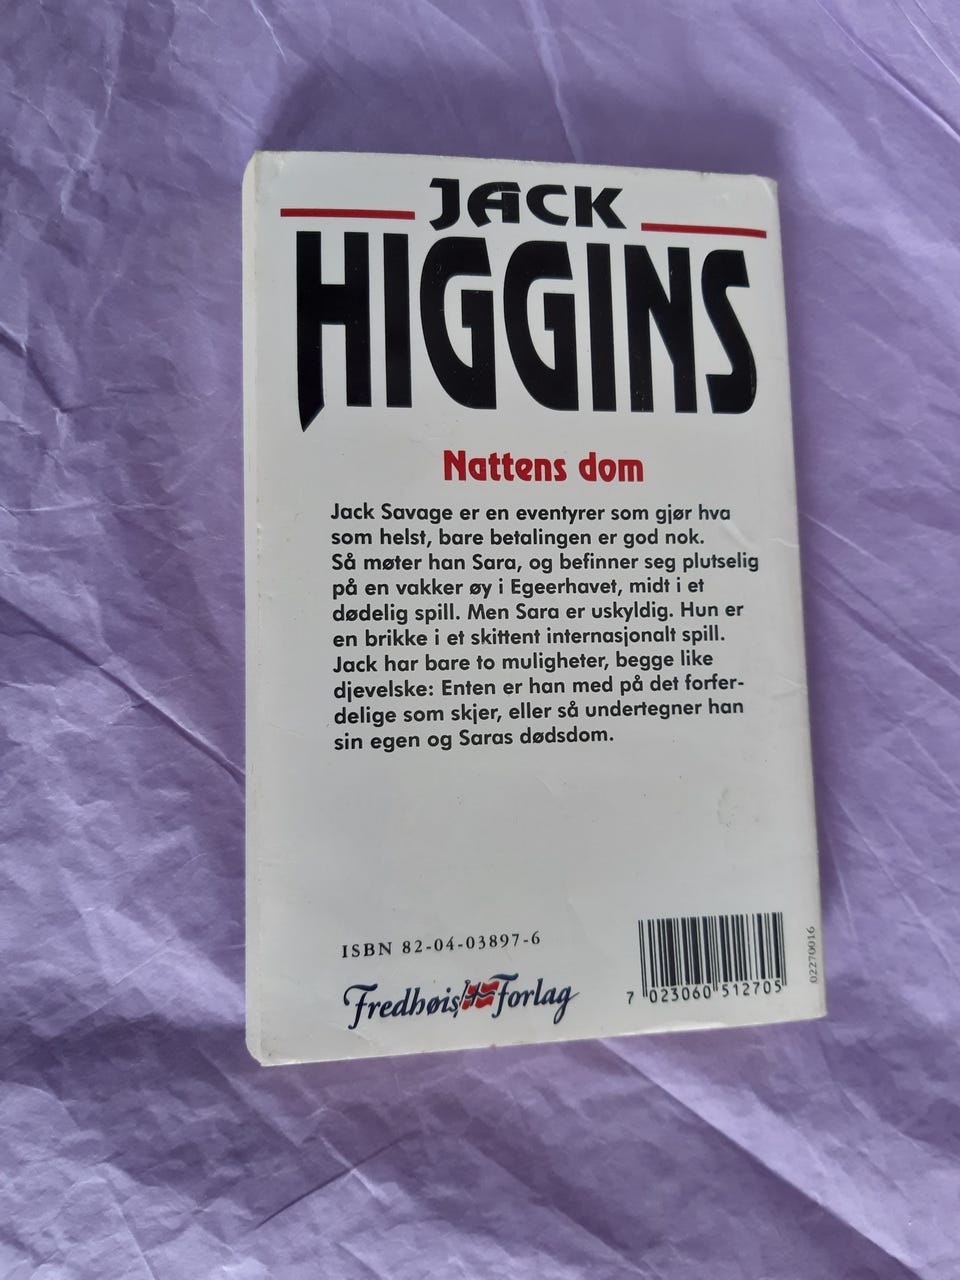 JACK
HIGGINS
Nattens dom
Jack Savage er en eventyrer som gjør hva
som helst, bare betalingen er god nok.
Så møter han Sara, og befinner seg plutselig
på en vakker øy i Egeerhavet, midt i et
dødelig spill. Men Sara er uskyldig. Hun er
en brikke i et skittent internasjonalt spill.
Jack har bare to muligheter, begge like
djevelske: Enten er han med på det forfer-
delige som skjer, eller så undertegner han
sin egen og Saras dødsdom.
ISBN 82-04-03897-6
Fredhøis Forlag
7 023060 512705
02270016